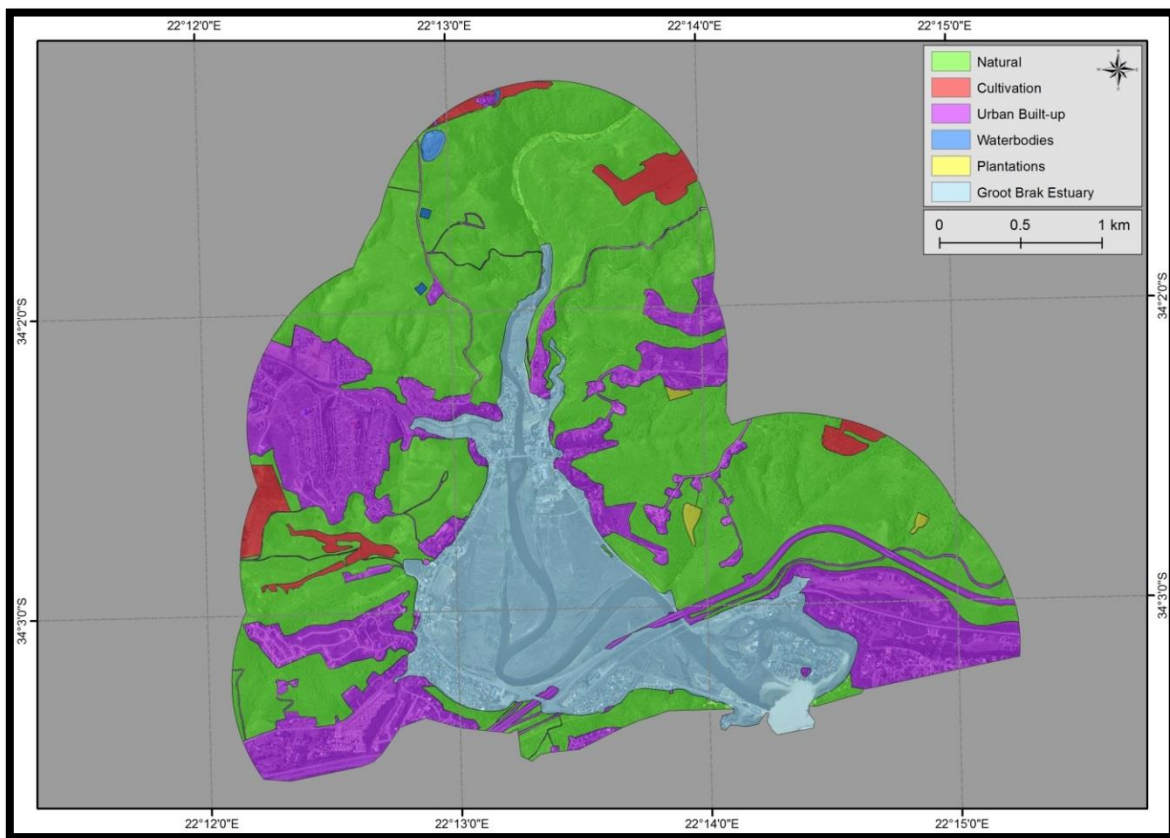 22°12'0"E 22°13'0"E 22°14'0"E 22°15'0"E
Natural
Cultivation
Urban Built-up
Waterbodies
Plantations
Groot Brak Estuary
0 0.5 1 km
34°2'0"S 34°2'0"S
34°3'0"S 34°3'0"S
22°12'0"E 22°13'0"E 22°14'0"E 22°15'0"E